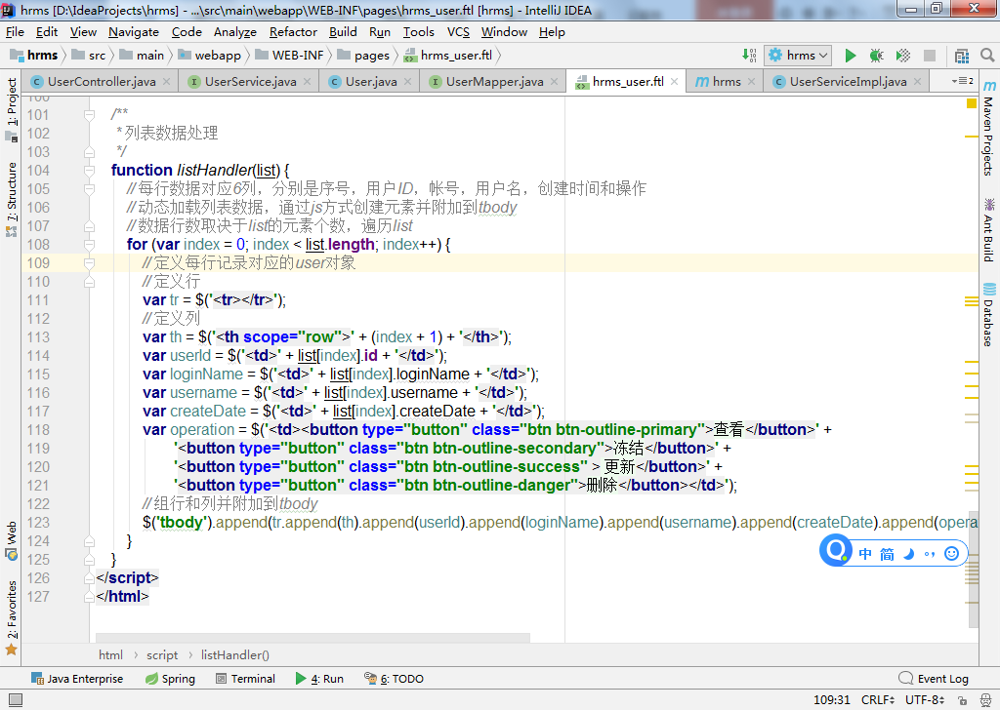 hrms [D:\IdeaProjects\hrms] - ...\src\main\webapp\WEB-INF\pages\hrms_user.ftl [hrms] - IntelliJ IDEA
File Edit View Navigate Code Analyze Refactor Build Run Tools VCS Window Help
hrms src main webapp WEB-INF pages hrms_user.ftl hrms
UserController.java UserService.java User.java UserMapper.java hrms_user.ftl hrms UserServiceImpl.java 2
1: Project
7: Structure
Web
2: Favorites
100
101 /**
102 *列表数据处理
103 */
104 function listHandler(list) {
105 //每行数据对应6列，分别是序号，用户ID，帐号，用户名，创建时间和操作
106 //动态加载列表数据，通过js方式创建元素并附加到tbody
107 //数据行数取决于list的元素个数，遍历list
108 for (var index = 0; index < list.length; index++) {
109 //定义每行记录对应的user对象
110 //定义行
111 var tr = $('<tr></tr>');
112 //定义列
113 var th = $('<th scope="row">' + (index + 1) + '</th>');
114 var userId = $('<td>' + list[index].id + '</td>');
115 var loginName = $('<td>' + list[index].loginName + '</td>');
116 var username = $('<td>' + list[index].username + '</td>');
117 var createDate = $('<td>' + list[index].createDate + '</td>');
118 var operation = $('<td><button type="button" class="btn btn-outline-primary">查看</button>' +
119 '<button type="button" class="btn btn-outline-secondary">冻结</button>' +
120 '<button type="button" class="btn btn-outline-success" > 更新</button>' +
121 '<button type="button" class="btn btn-outline-danger">删除</button></td>');
122 //组行和列并附加到tbody
123 $('tbody').append(tr.append(th).append(userId).append(loginName).append(username).append(createDate).append(opera
124 }
125 }
126 </script>
127 </html>
Maven Projects
Ant Build
Database
中 简
html script listHandler()
Java Enterprise Spring Terminal 4: Run 6: TODO Event Log
109:31 CRLF UTF-8